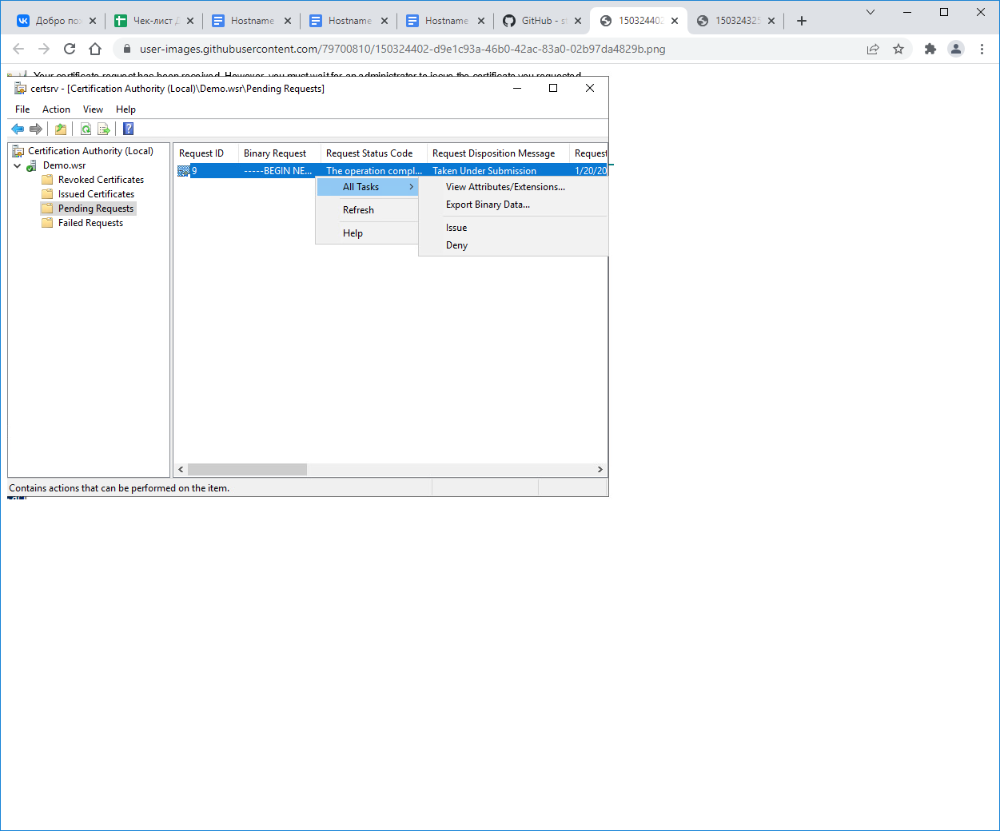 Добро по
Чек-лист Д
Hostname
Hostname
Hostname
GitHub - st
150324402
150324325
user-images.githubusercontent.com/79700810/150324402-d9e1c93a-46b0-42ac-83a0-02b97da4829b.png
Your certificate request has been received. However, you must wait for an administrator to issue the certificate you requested.
certsrv - [Certification Authority (Local)\Demo.wsr\Pending Requests]
File Action View Help
Certification Authority (Local)
Demo.wsr
Revoked Certificates
Issued Certificates
Pending Requests
Failed Requests
Request ID Binary Request Request Status Code Request Disposition Message Request
9 -----BEGIN NE... The operation compl... Taken Under Submission 1/20/20
All Tasks
Refresh
Help
View Attributes/Extensions...
Export Binary Data...
Issue
Deny
Contains actions that can be performed on the item.